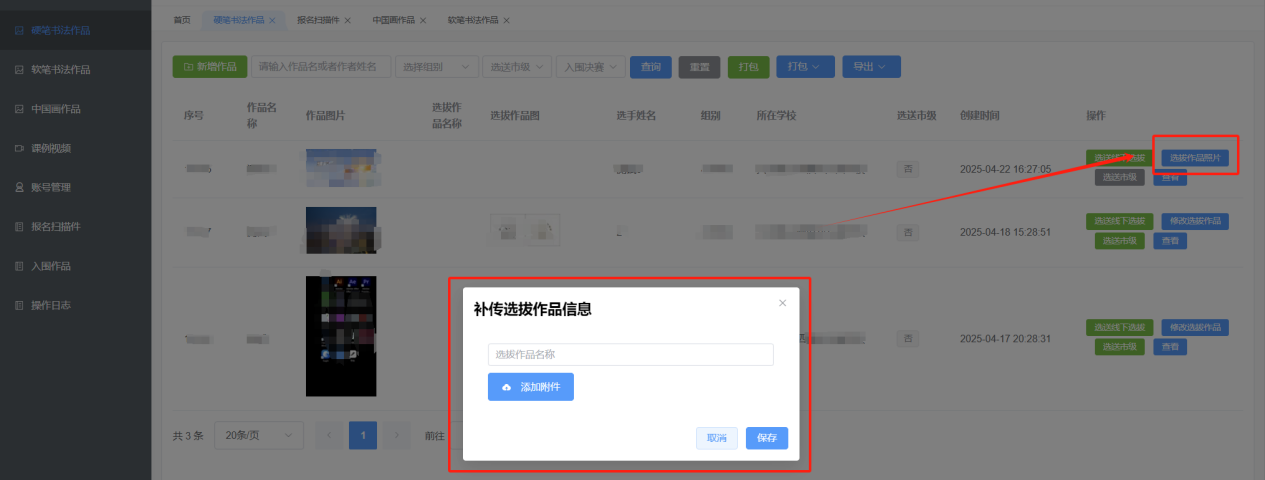 硬笔书法作品
软笔书法作品
中国画作品
课例视频
账号管理
报名扫描件
入围作品
操作日志
首页 硬笔书法作品 × 报名扫描件 × 中国画作品 × 软笔书法作品 ×
新增作品 请输入作品名或者作者姓名 选择组别 选送市级 入围决赛 查询 重置 打包 打包 导出
序号 作品名称 作品图片 选拔作品名称 选拔作品图 选手姓名 组别 所在学校 选送市级 创建时间 操作
否 2025-04-22 16:27:05 选送线下选拔 选拔作品照片
选送市级 查看
否 2025-04-18 15:28:51 选送线下选拔 修改选拔作品
选送市级 查看
否 2025-04-17 20:28:31 选送线下选拔 修改选拔作品
选送市级 查看
共 3 条 20条/页 1 前往
补传选拔作品信息 ×
选拔作品名称
添加附件
取消 保存